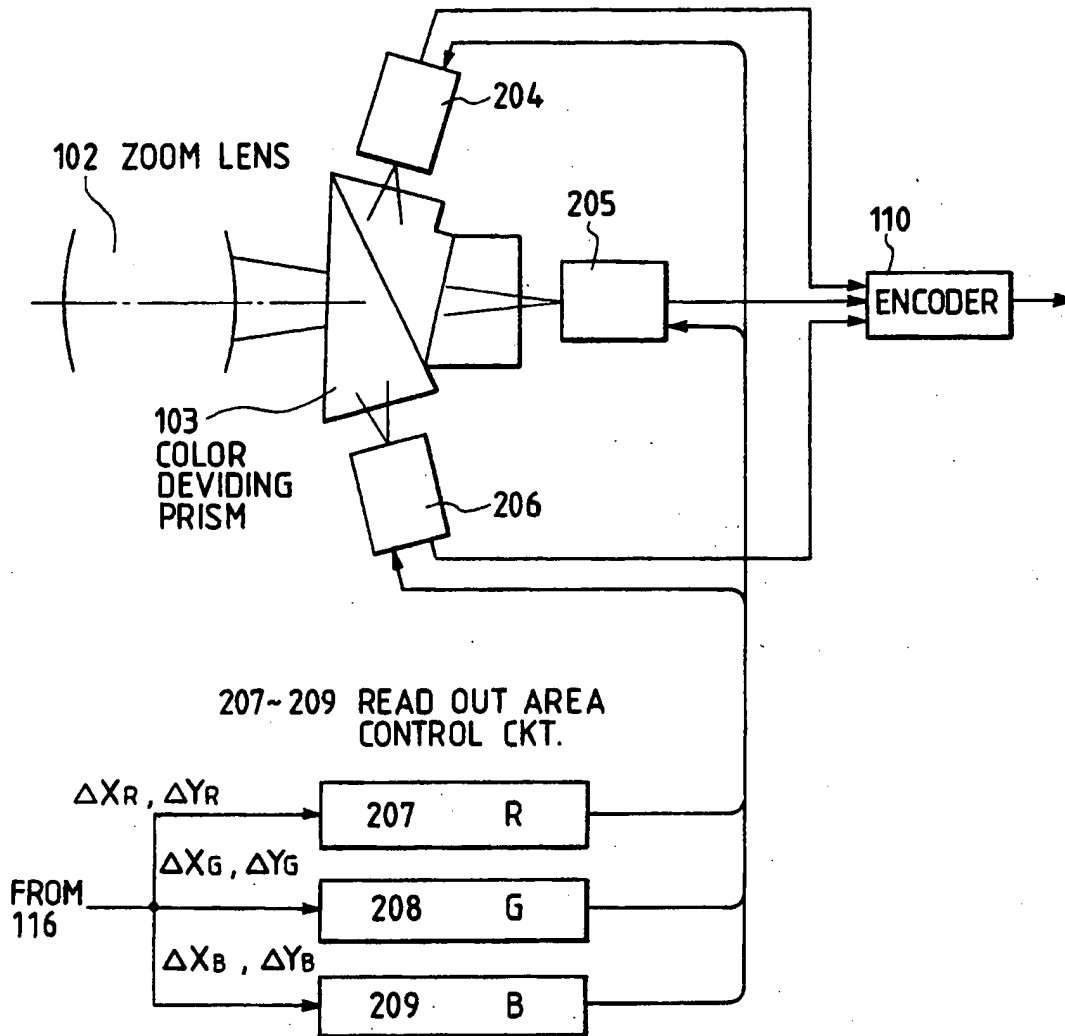 204
102 ZOOM LENS
205
110
ENCODER
103
COLOR
DEVIDING
PRISM
206
207~209 READ OUT AREA
CONTROL CKT.
ΔXR, ΔYR
207 R
ΔXG, ΔYG
FROM
116
208 G
ΔXB, ΔYB
209 B